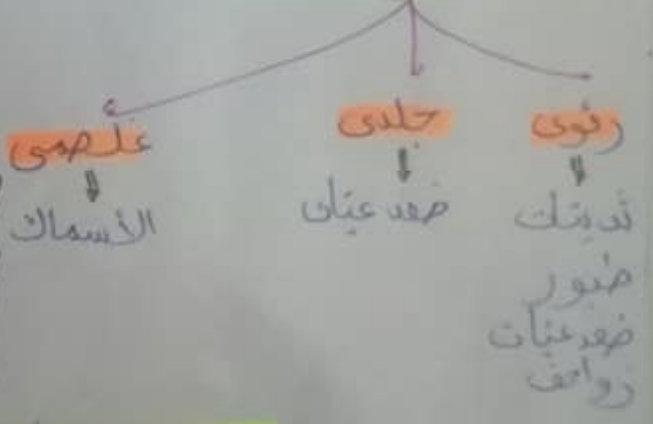 رئوي
ثدييات
طيور
ضفدعيات
زواحف
جلدي
ضفدعيات
غلصمي
الأسماك